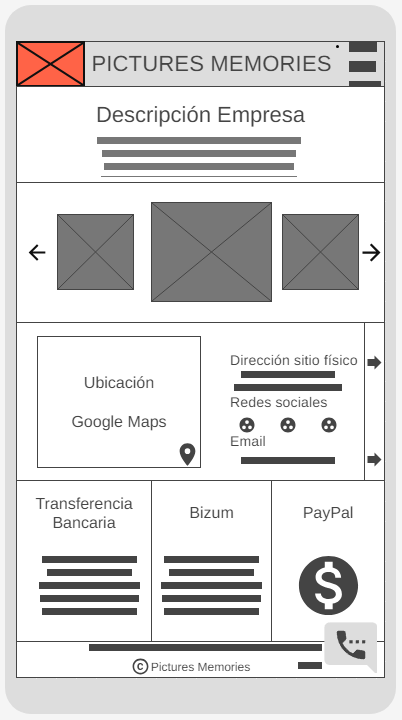 PICTURES MEMORIES
Descripción Empresa
Ubicación
Google Maps
Dirección sitio físico
Redes sociales
Email
Transferencia
Bancaria
Bizum
PayPal
$
© Pictures Memories